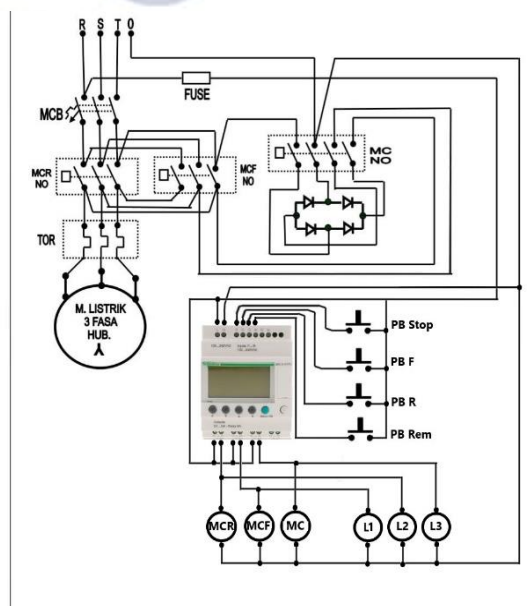 R S T 0
FUSE
MCB
MCR
NO
MCF
NO
MC
NO
TOR
M. LISTRIK
3 FASA
HUB.
PB Stop
PB F
PB R
PB Rem
MCR
MCF
MC
L1
L2
L3